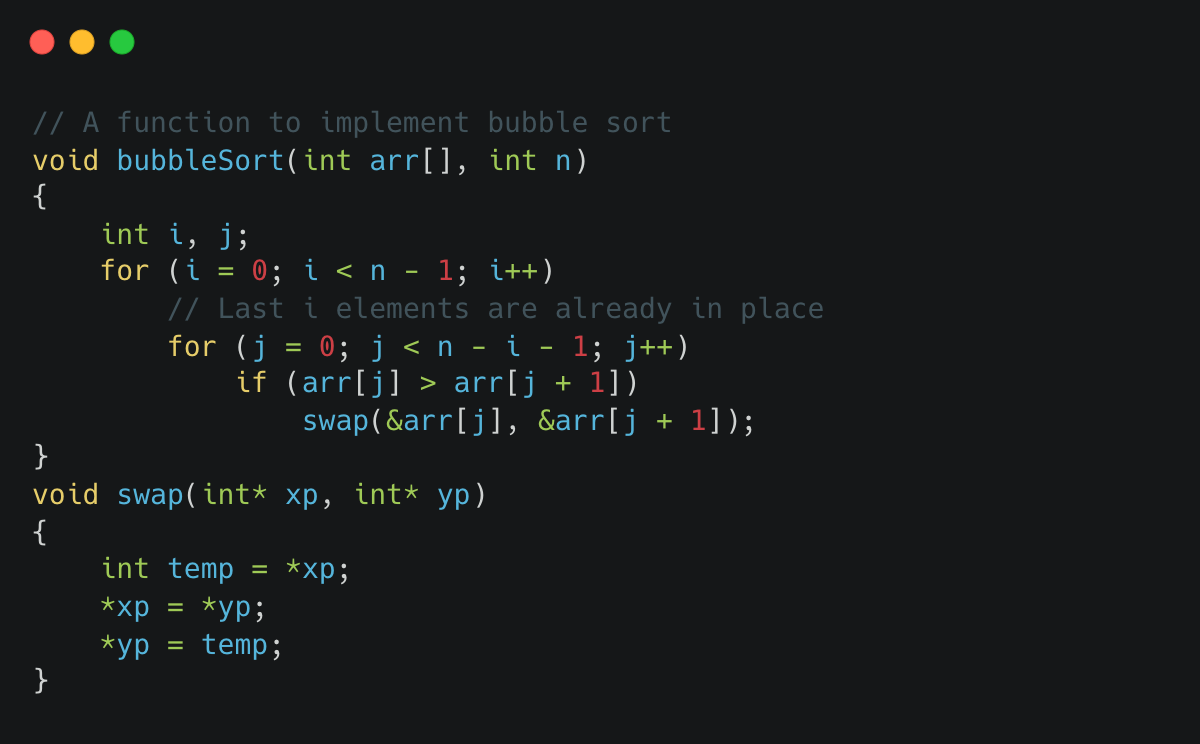 // A function to implement bubble sort
void bubbleSort(int arr[], int n)
{
    int i, j;
    for (i = 0; i < n - 1; i++)
        // Last i elements are already in place
        for (j = 0; j < n - i - 1; j++)
            if (arr[j] > arr[j + 1])
                swap(&arr[j], &arr[j + 1]);
}
void swap(int* xp, int* yp)
{
    int temp = *xp;
    *xp = *yp;
    *yp = temp;
}